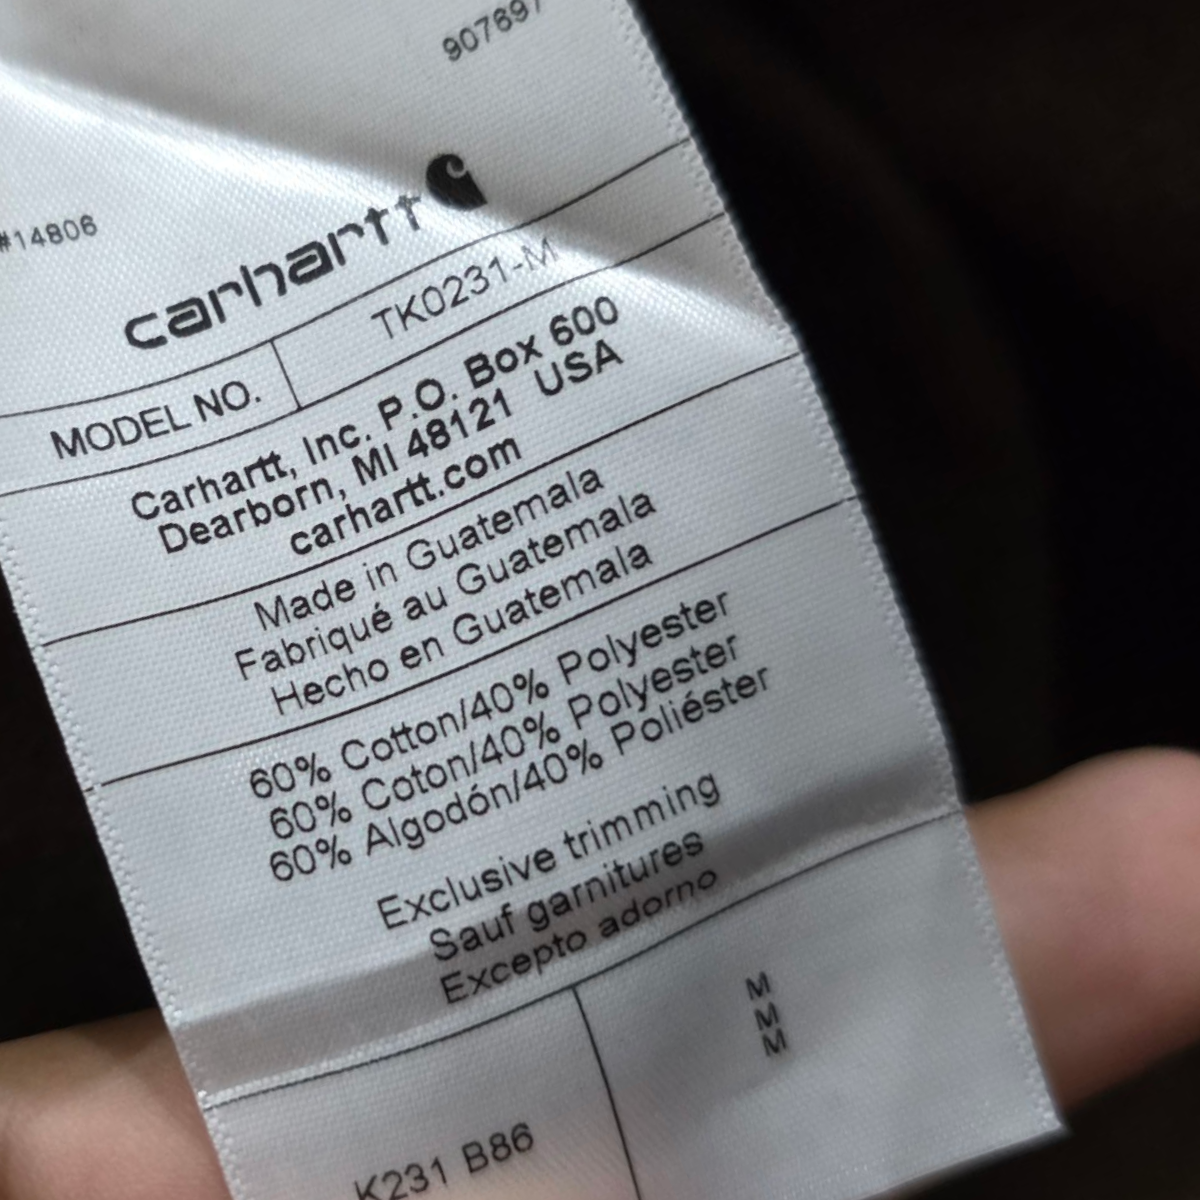 907697
#14806
carhartt
MODEL NO. TK0231-M
Carhartt, Inc. P.O. Box 600
Dearborn, MI 48121 USA
carhartt.com
Made in Guatemala
Fabriqué au Guatemala
Hecho en Guatemala
60% Cotton/40% Polyester
60% Coton/40% Polyester
60% Algodón/40% Poliéster
Exclusive trimming
Sauf garnitures
Excepto adorno
M
M
M
K231 B86